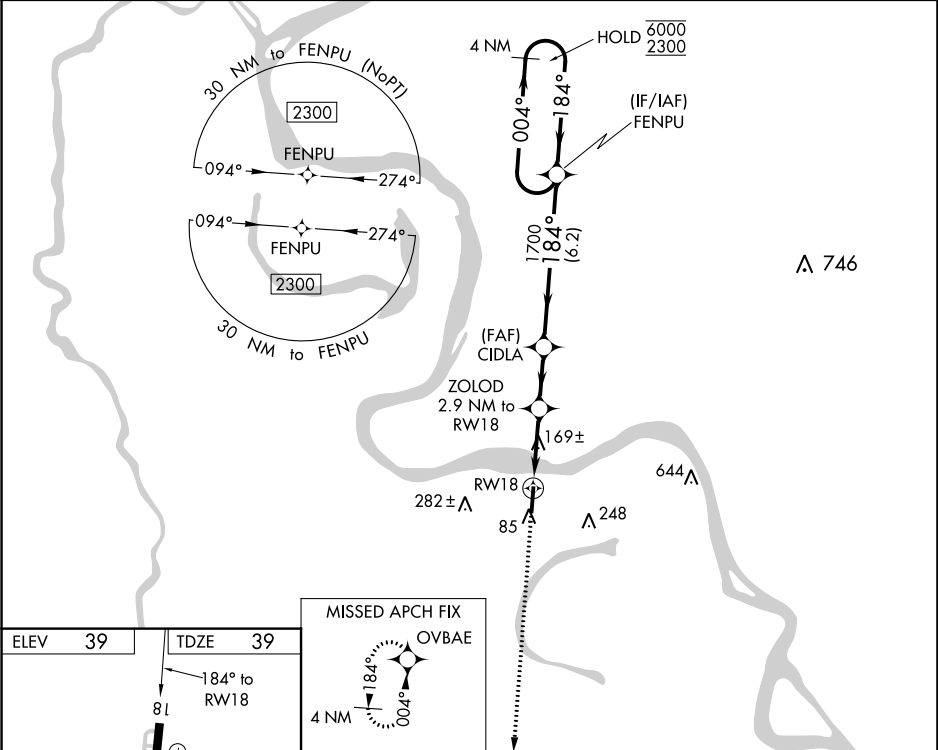 30 NM to FENPU (NoPT)
2300
FENPU
094°
274°
094°
274°
FENPU
2300
30 NM to FENPU
4 NM
HOLD 6000
2300
004°
184°
(IF/IAF)
FENPU
1700
184°
(6.2)
746
(FAF)
CIDLA
ZOLOD
2.9 NM to
RW18
169±
RW18
282±
85
248
644
ELEV 39
TDZE 39
184° to
RW18
18
MISSED APCH FIX
OVBAE
184°
004°
4 NM